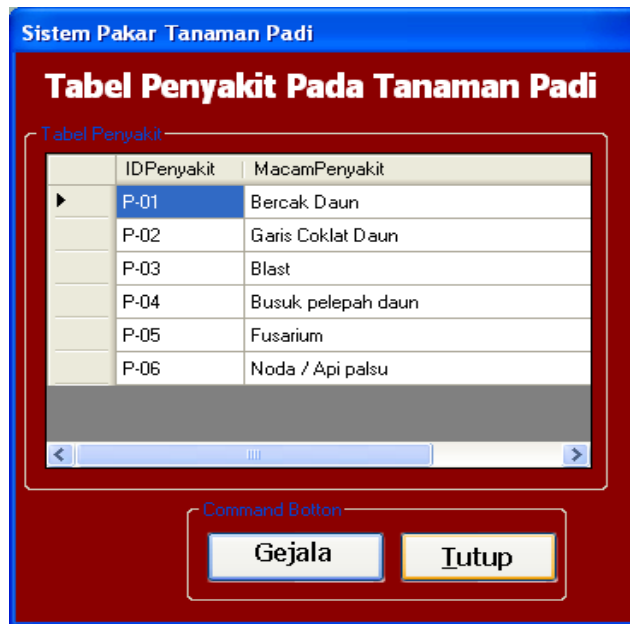 Sistem Pakar Tanaman Padi
Tabel Penyakit Pada Tanaman Padi
Tabel Penyakit
IDPenyakit MacamPenyakit
P-01 Bercak Daun
P-02 Garis Coklat Daun
P-03 Blast
P-04 Busuk pelepah daun
P-05 Fusarium
P-06 Noda / Api palsu
Command Botton
Gejala Tutup